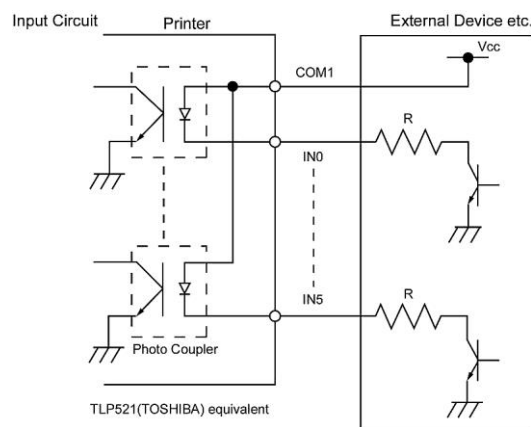 Input Circuit
Printer
External Device etc.
Vcc
COM1
R
IN0
R
IN5
Photo Coupler
TLP521(TOSHIBA) equivalent